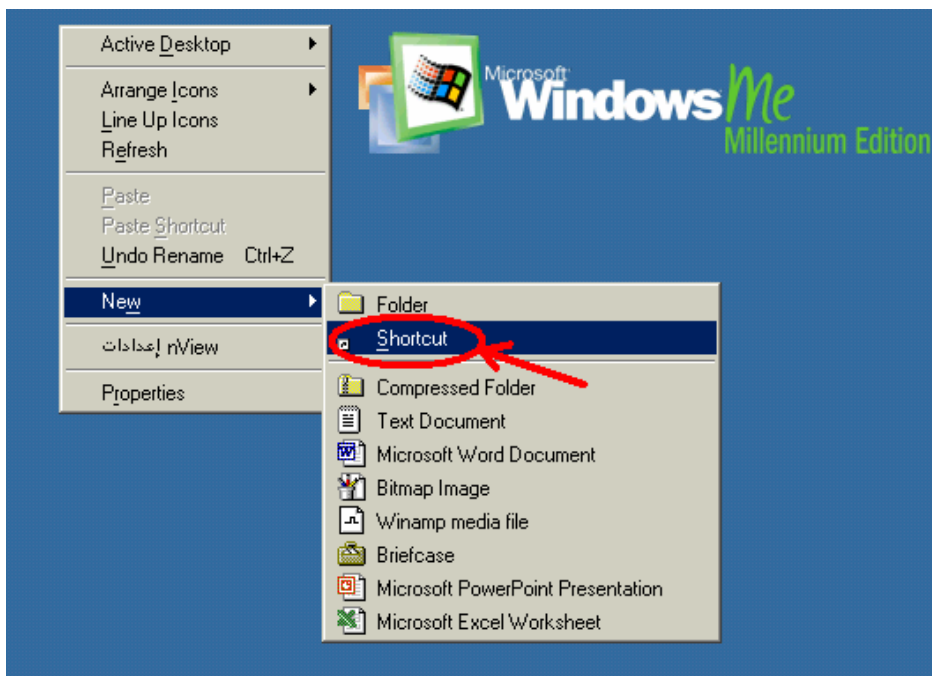 Active Desktop
Arrange Icons
Line Up Icons
Refresh
Paste
Paste Shortcut
Undo Rename Ctrl+Z
New
إعدادات nView
Properties
Microsoft
Windows Me
Millennium Edition
Folder
Shortcut
Compressed Folder
Text Document
Microsoft Word Document
Bitmap Image
Winamp media file
Briefcase
Microsoft PowerPoint Presentation
Microsoft Excel Worksheet